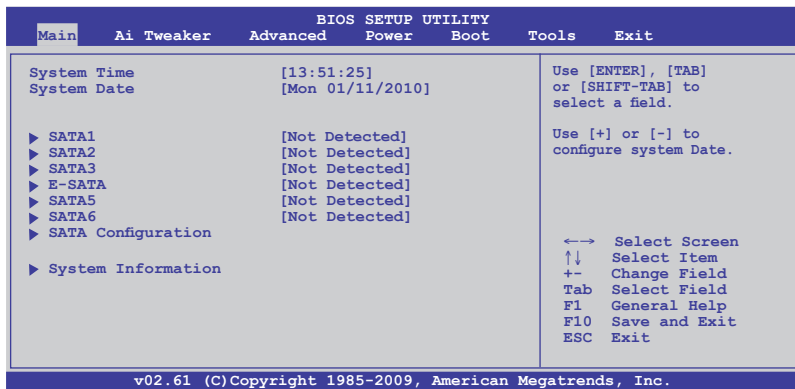 BIOS SETUP UTILITY
Main Ai Tweaker Advanced Power Boot Tools Exit
System Time [13:51:25]
System Date [Mon 01/11/2010]
▶ SATA1 [Not Detected]
▶ SATA2 [Not Detected]
▶ SATA3 [Not Detected]
▶ E-SATA [Not Detected]
▶ SATA5 [Not Detected]
▶ SATA6 [Not Detected]
▶ SATA Configuration
▶ System Information
Use [ENTER], [TAB]
or [SHIFT-TAB] to
select a field.
Use [+] or [-] to
configure system Date.
←→ Select Screen
↑↓ Select Item
+- Change Field
Tab Select Field
F1 General Help
F10 Save and Exit
ESC Exit
v02.61 (C)Copyright 1985-2009, American Megatrends, Inc.